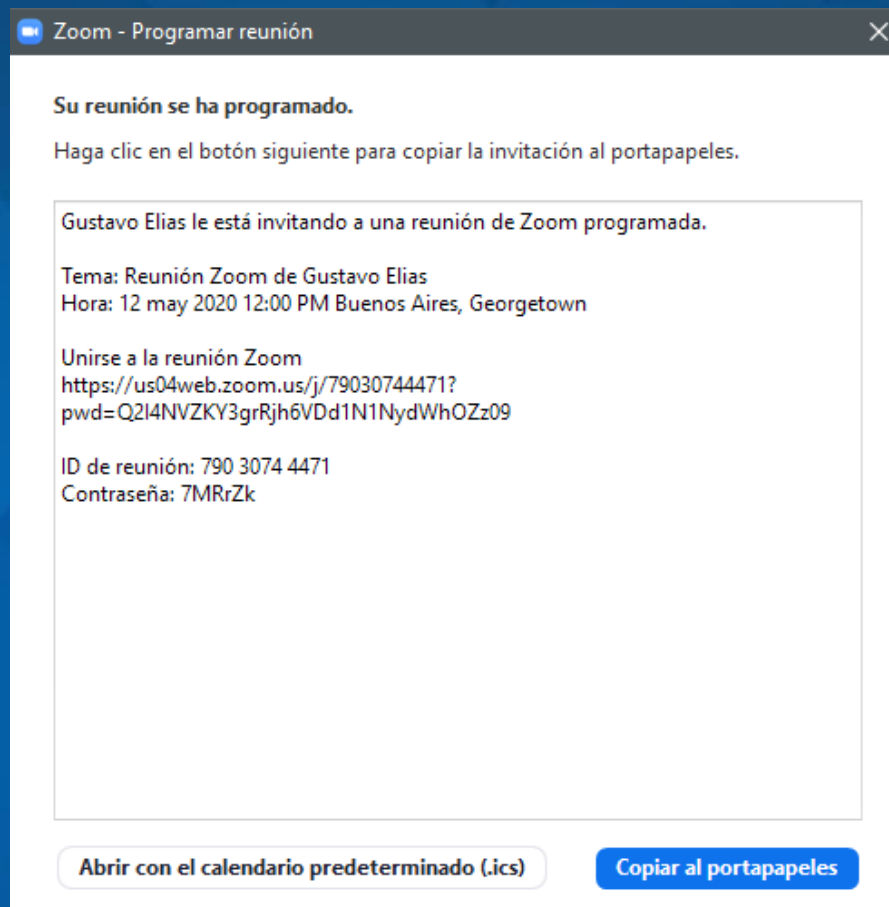 Zoom - Programar reunión
Su reunión se ha programado.
Haga clic en el botón siguiente para copiar la invitación al portapapeles.
Gustavo Elias le está invitando a una reunión de Zoom programada.
Tema: Reunión Zoom de Gustavo Elias
Hora: 12 may 2020 12:00 PM Buenos Aires, Georgetown
Unirse a la reunión Zoom
https://us04web.zoom.us/j/79030744471?
pwd=Q2I4NVZKY3grRjh6VDd1N1NydWhOZz09
ID de reunión: 790 3074 4471
Contraseña: 7MRrZk
Abrir con el calendario predeterminado (.ics)
Copiar al portapapeles